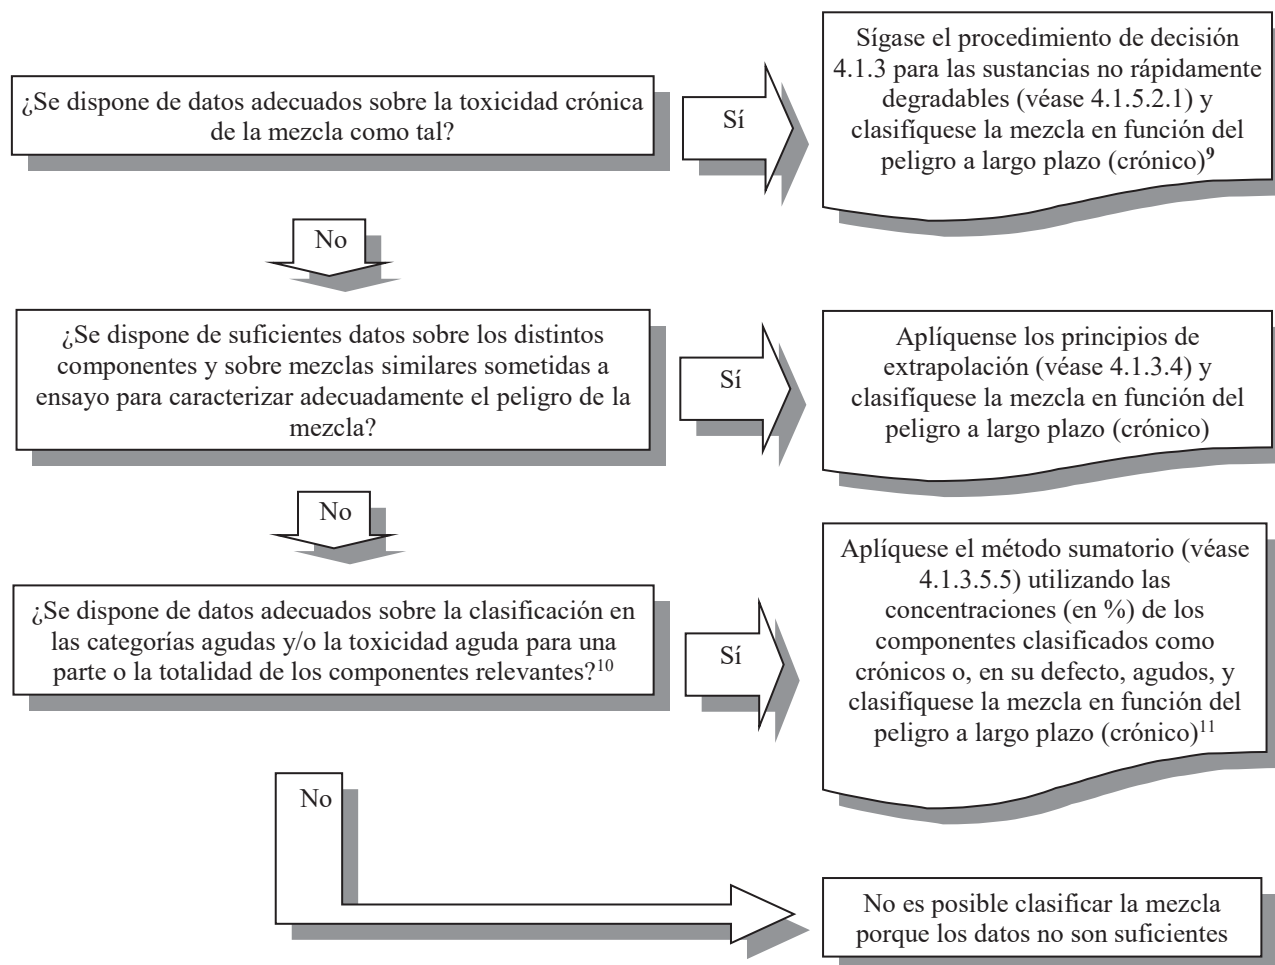 ¿Se dispone de datos adecuados sobre la toxicidad crónica
de la mezcla como tal?
Sí
Sígase el procedimiento de decisión
4.1.3 para las sustancias no rápidamente
degradables (véase 4.1.5.2.1) y
clasifíquese la mezcla en función del
peligro a largo plazo (crónico)9
No
¿Se dispone de suficientes datos sobre los distintos
componentes y sobre mezclas similares sometidas a
ensayo para caracterizar adecuadamente el peligro de la
mezcla?
Sí
Aplíquense los principios de
extrapolación (véase 4.1.3.4) y
clasifíquese la mezcla en función del
peligro a largo plazo (crónico)
No
¿Se dispone de datos adecuados sobre la clasificación en
las categorías agudas y/o la toxicidad aguda para una
parte o la totalidad de los componentes relevantes?10
Sí
Aplíquese el método sumatorio (véase
4.1.3.5.5) utilizando las
concentraciones (en %) de los
componentes clasificados como
crónicos o, en su defecto, agudos, y
clasifíquese la mezcla en función del
peligro a largo plazo (crónico)11
No
No es posible clasificar la mezcla
porque los datos no son suficientes